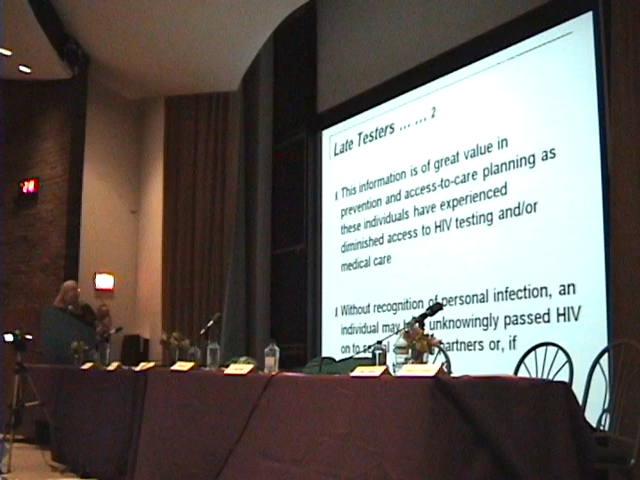 Late Testers ... ... 2
This information is of great value in
prevention and access-to-care planning as
these individuals have experienced
diminished access to HIV testing and/or
medical care
Without recognition of personal infection, an
individual may unknowingly passed HIV
on to partners or, if